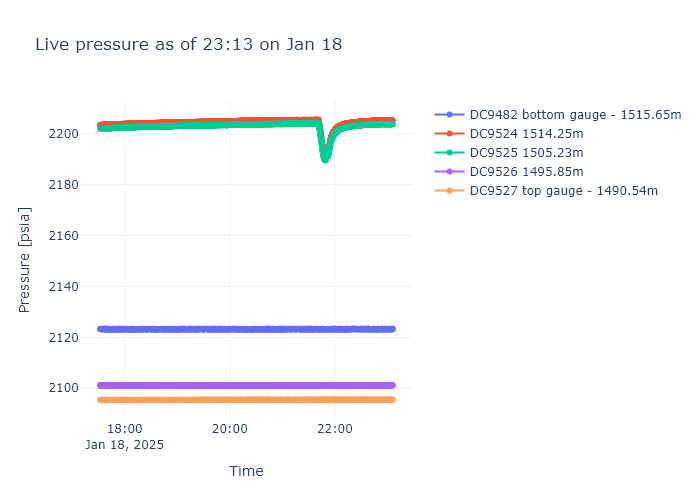 Live pressure as of 23:13 on Jan 18
DC9482 bottom gauge - 1515.65m
DC9524 1514.25m
DC9525 1505.23m
DC9526 1495.85m
DC9527 top gauge - 1490.54m
Pressure [psia]
2200
2180
2160
2140
2120
2100
18:00
20:00
22:00
Jan 18, 2025
Time